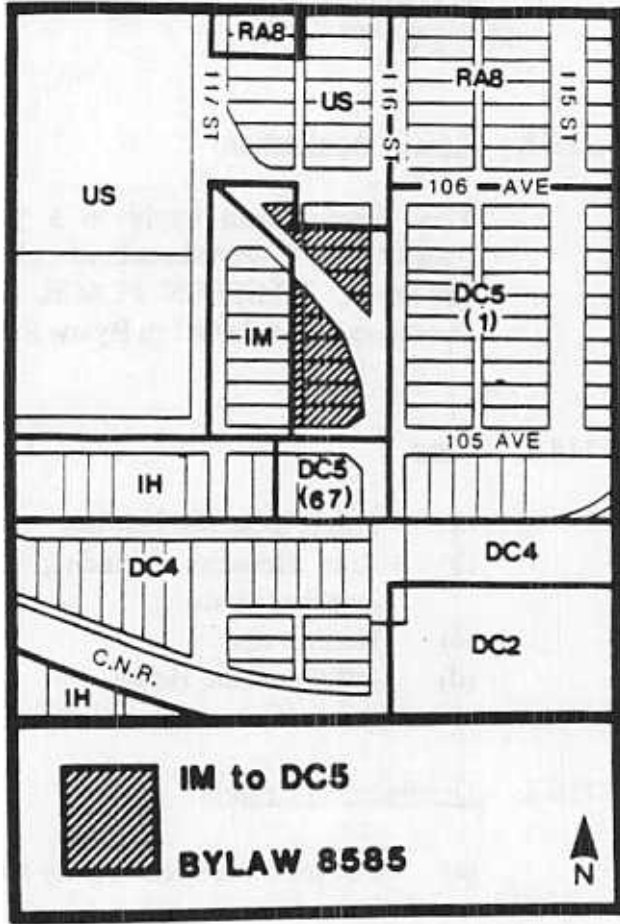 RA8
117 ST
US
116 ST
RA8
115 ST
US
106 AVE
DC5
(1)
IM
105 AVE
IH
DC5
(67)
DC4
DC4
DC2
C.N.R.
IH
IM to DC5
BYLAW 8585
N